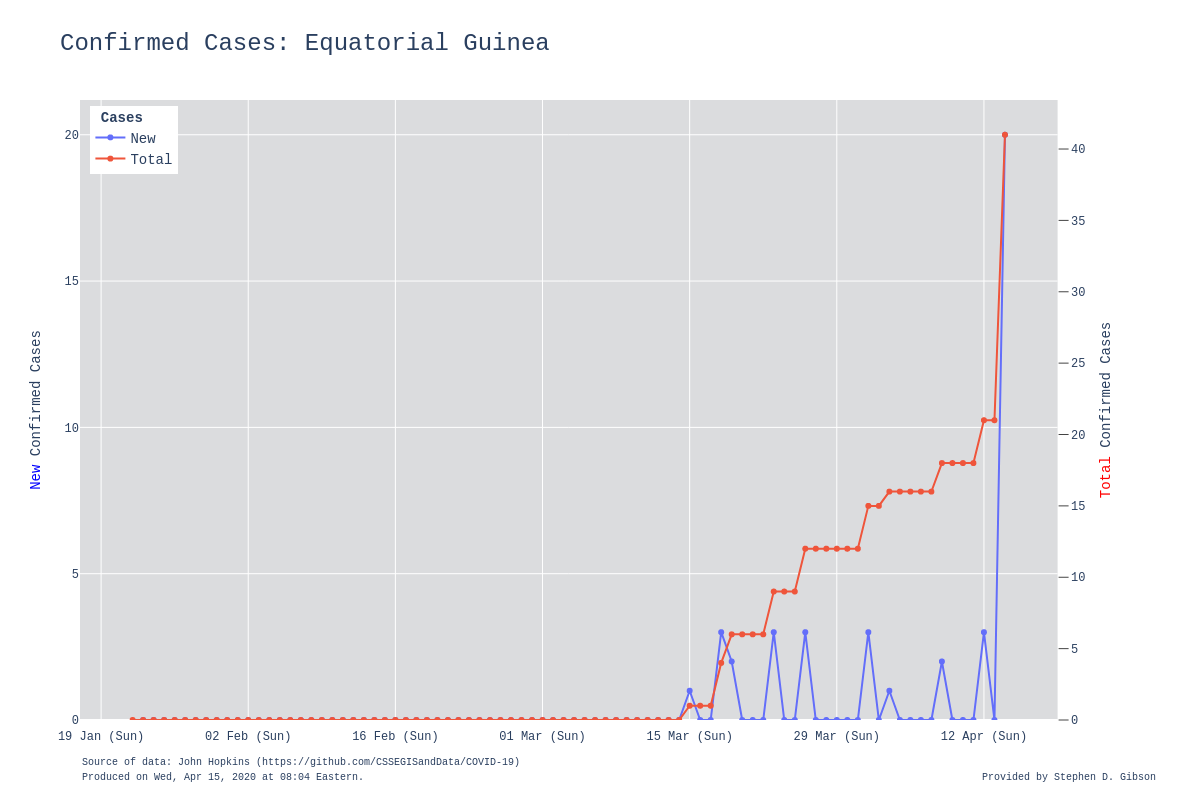 Confirmed Cases: Equatorial Guinea
Cases
New
Total
20
15
10
5
0
40
35
30
25
20
15
10
5
0
New Confirmed Cases
Total Confirmed Cases
19 Jan (Sun) 02 Feb (Sun) 16 Feb (Sun) 01 Mar (Sun) 15 Mar (Sun) 29 Mar (Sun) 12 Apr (Sun)
Source of data: John Hopkins (https://github.com/CSSEGISandData/COVID-19)
Produced on Wed, Apr 15, 2020 at 08:04 Eastern.
Provided by Stephen D. Gibson